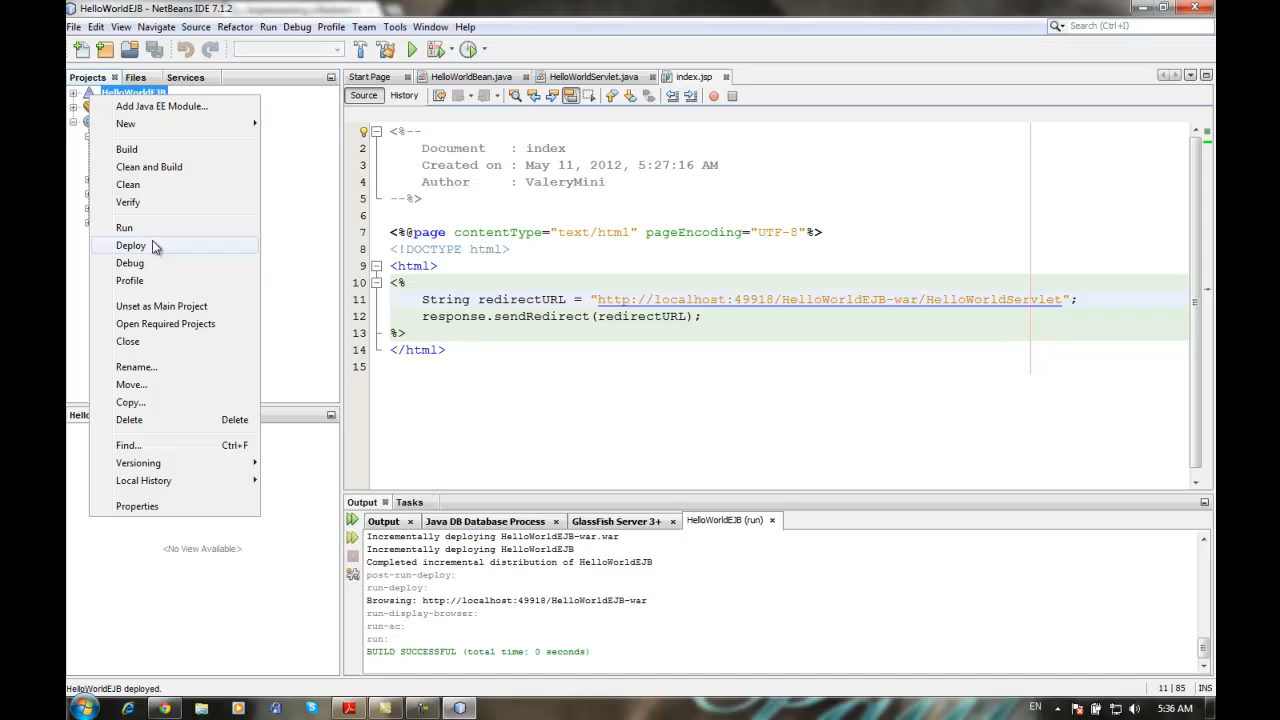 HelloWorldEJB - NetBeans IDE 7.1.2
File Edit View Navigate Source Refactor Run Debug Profile Team Tools Window Help
Search (Ctrl+I)
Projects Files Services
HelloWorldEJB
Add Java EE Module...
New
Build
Clean and Build
Clean
Verify
Run
Deploy
Debug
Profile
Unset as Main Project
Open Required Projects
Close
Rename...
Move...
Copy...
Delete Delete
Find... Ctrl+F
Versioning
Local History
Properties
Hello
<No View Available>
Start Page HelloWorldBean.java HelloWorldServlet.java index.jsp
Source History
<%--
2 Document : index
3 Created on : May 11, 2012, 5:27:16 AM
4 Author : ValeryMini
5 --%>
6
7 <%@page contentType="text/html" pageEncoding="UTF-8"%>
8 <!DOCTYPE html>
9 <html>
10 <%
11 String redirectURL = "http://localhost:49918/HelloWorldEJB-war/HelloWorldServlet";
12 response.sendRedirect(redirectURL);
13 %>
14 </html>
15
Output Tasks
Output Java DB Database Process GlassFish Server 3+ HelloWorldEJB (run)
Incrementally deploying HelloWorldEJB-war.war
Incrementally deploying HelloWorldEJB
Completed incremental distribution of HelloWorldEJB
post-run-deploy:
run-deploy:
Browsing: http://localhost:49918/HelloWorldEJB-war
run-display-browser:
run-ac:
run:
BUILD SUCCESSFUL (total time: 0 seconds)
HelloWorldEJB deployed.
11 | 85 INS
EN 5:36 AM